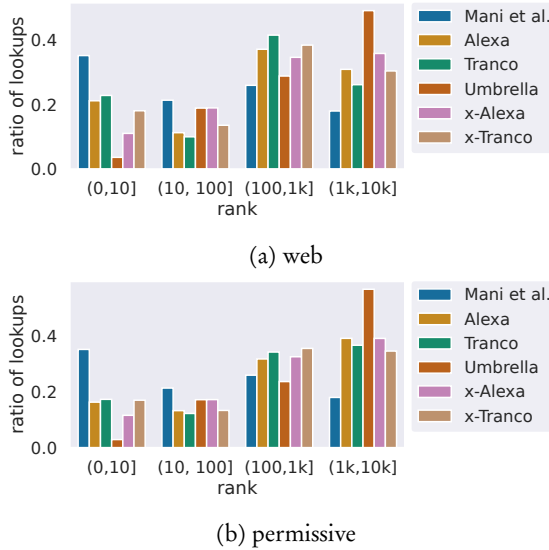 ratio of lookups
0.4
0.2
0.0
(0,10]
(10, 100]
(100,1k]
(1k,10k]
rank
Mani et al.
Alexa
Tranco
Umbrella
x-Alexa
x-Tranco
(a) web
ratio of lookups
0.4
0.2
0.0
(0,10]
(10, 100]
(100,1k]
(1k,10k]
rank
Mani et al.
Alexa
Tranco
Umbrella
x-Alexa
x-Tranco
(b) permissive